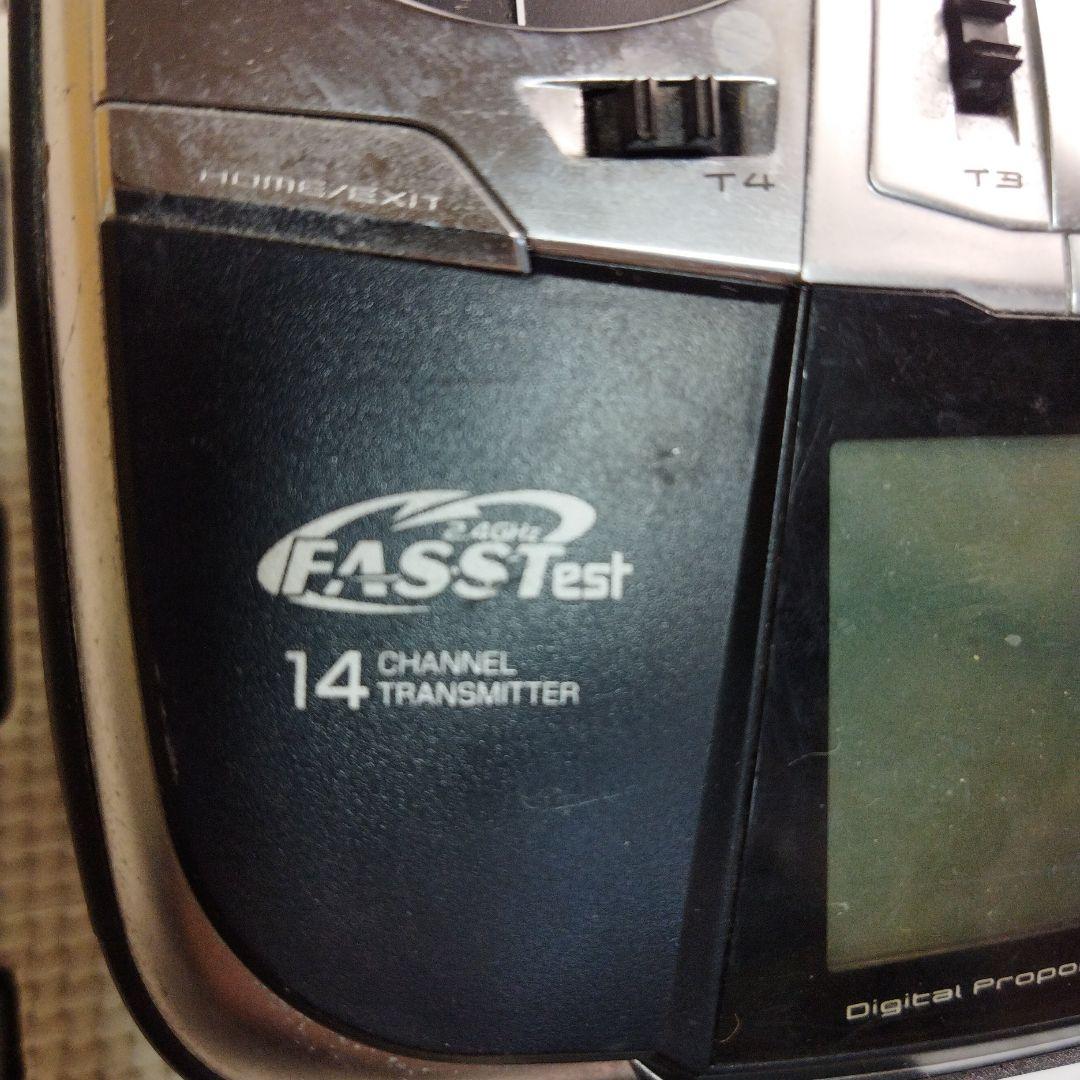 T4
T3
HOME/EXIT
2.4GHz
FASSTest
14 CHANNEL
TRANSMITTER
Digital Propo